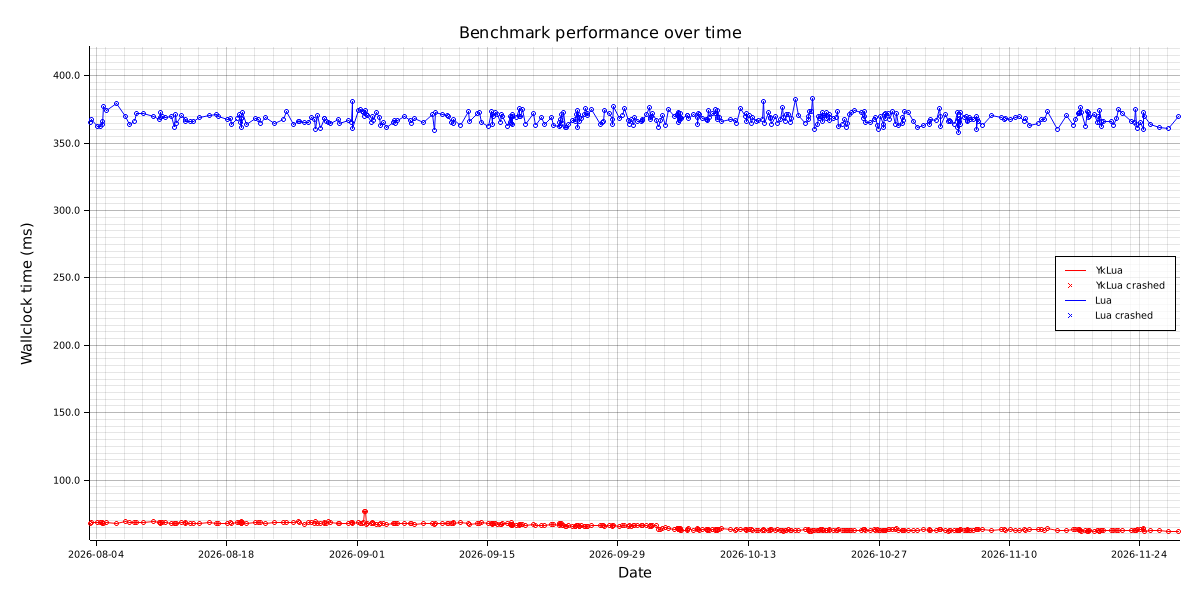 Benchmark performance over time
Wallclock time (ms)
400.0
350.0
300.0
250.0
200.0
150.0
100.0
YkLua
YkLua crashed
Lua
Lua crashed
2026-08-04 2026-08-18 2026-09-01 2026-09-15 2026-09-29 2026-10-13 2026-10-27 2026-11-10 2026-11-24
Date